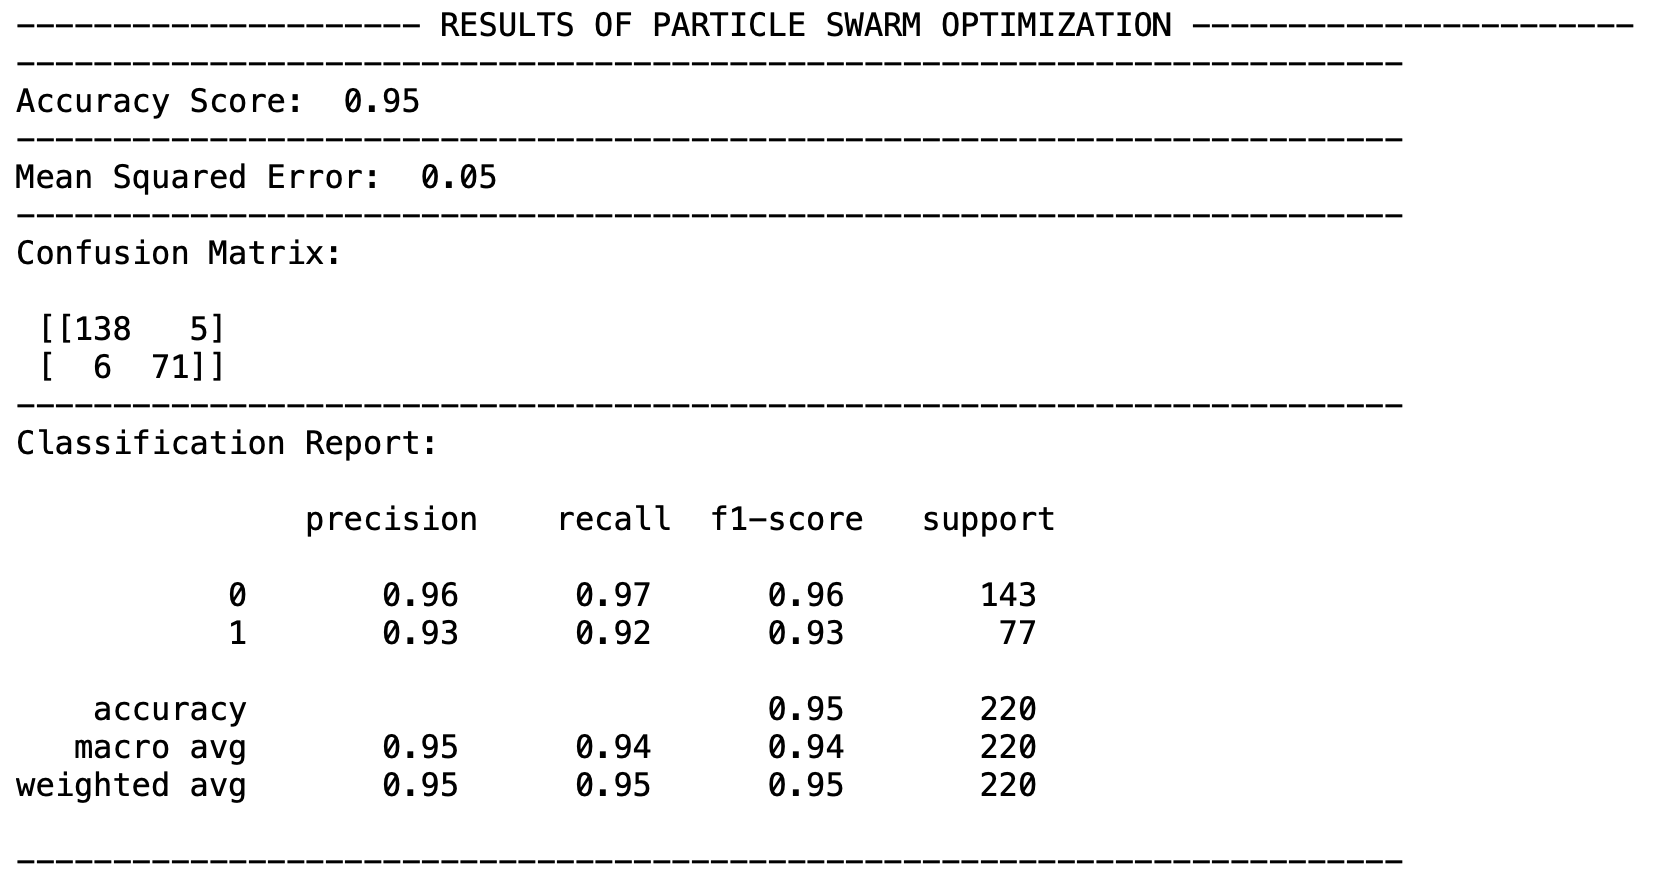 --------------------- RESULTS OF PARTICLE SWARM OPTIMIZATION -----------------------
------------------------------------------------------------------------
Accuracy Score:  0.95
------------------------------------------------------------------------
Mean Squared Error:  0.05
------------------------------------------------------------------------
Confusion Matrix:
[[138   5]
[  6  71]]
------------------------------------------------------------------------
Classification Report:
precision    recall  f1-score   support
0       0.96      0.97      0.96       143
1       0.93      0.92      0.93        77
accuracy                           0.95       220
macro avg       0.95      0.94      0.94       220
weighted avg       0.95      0.95      0.95       220
------------------------------------------------------------------------